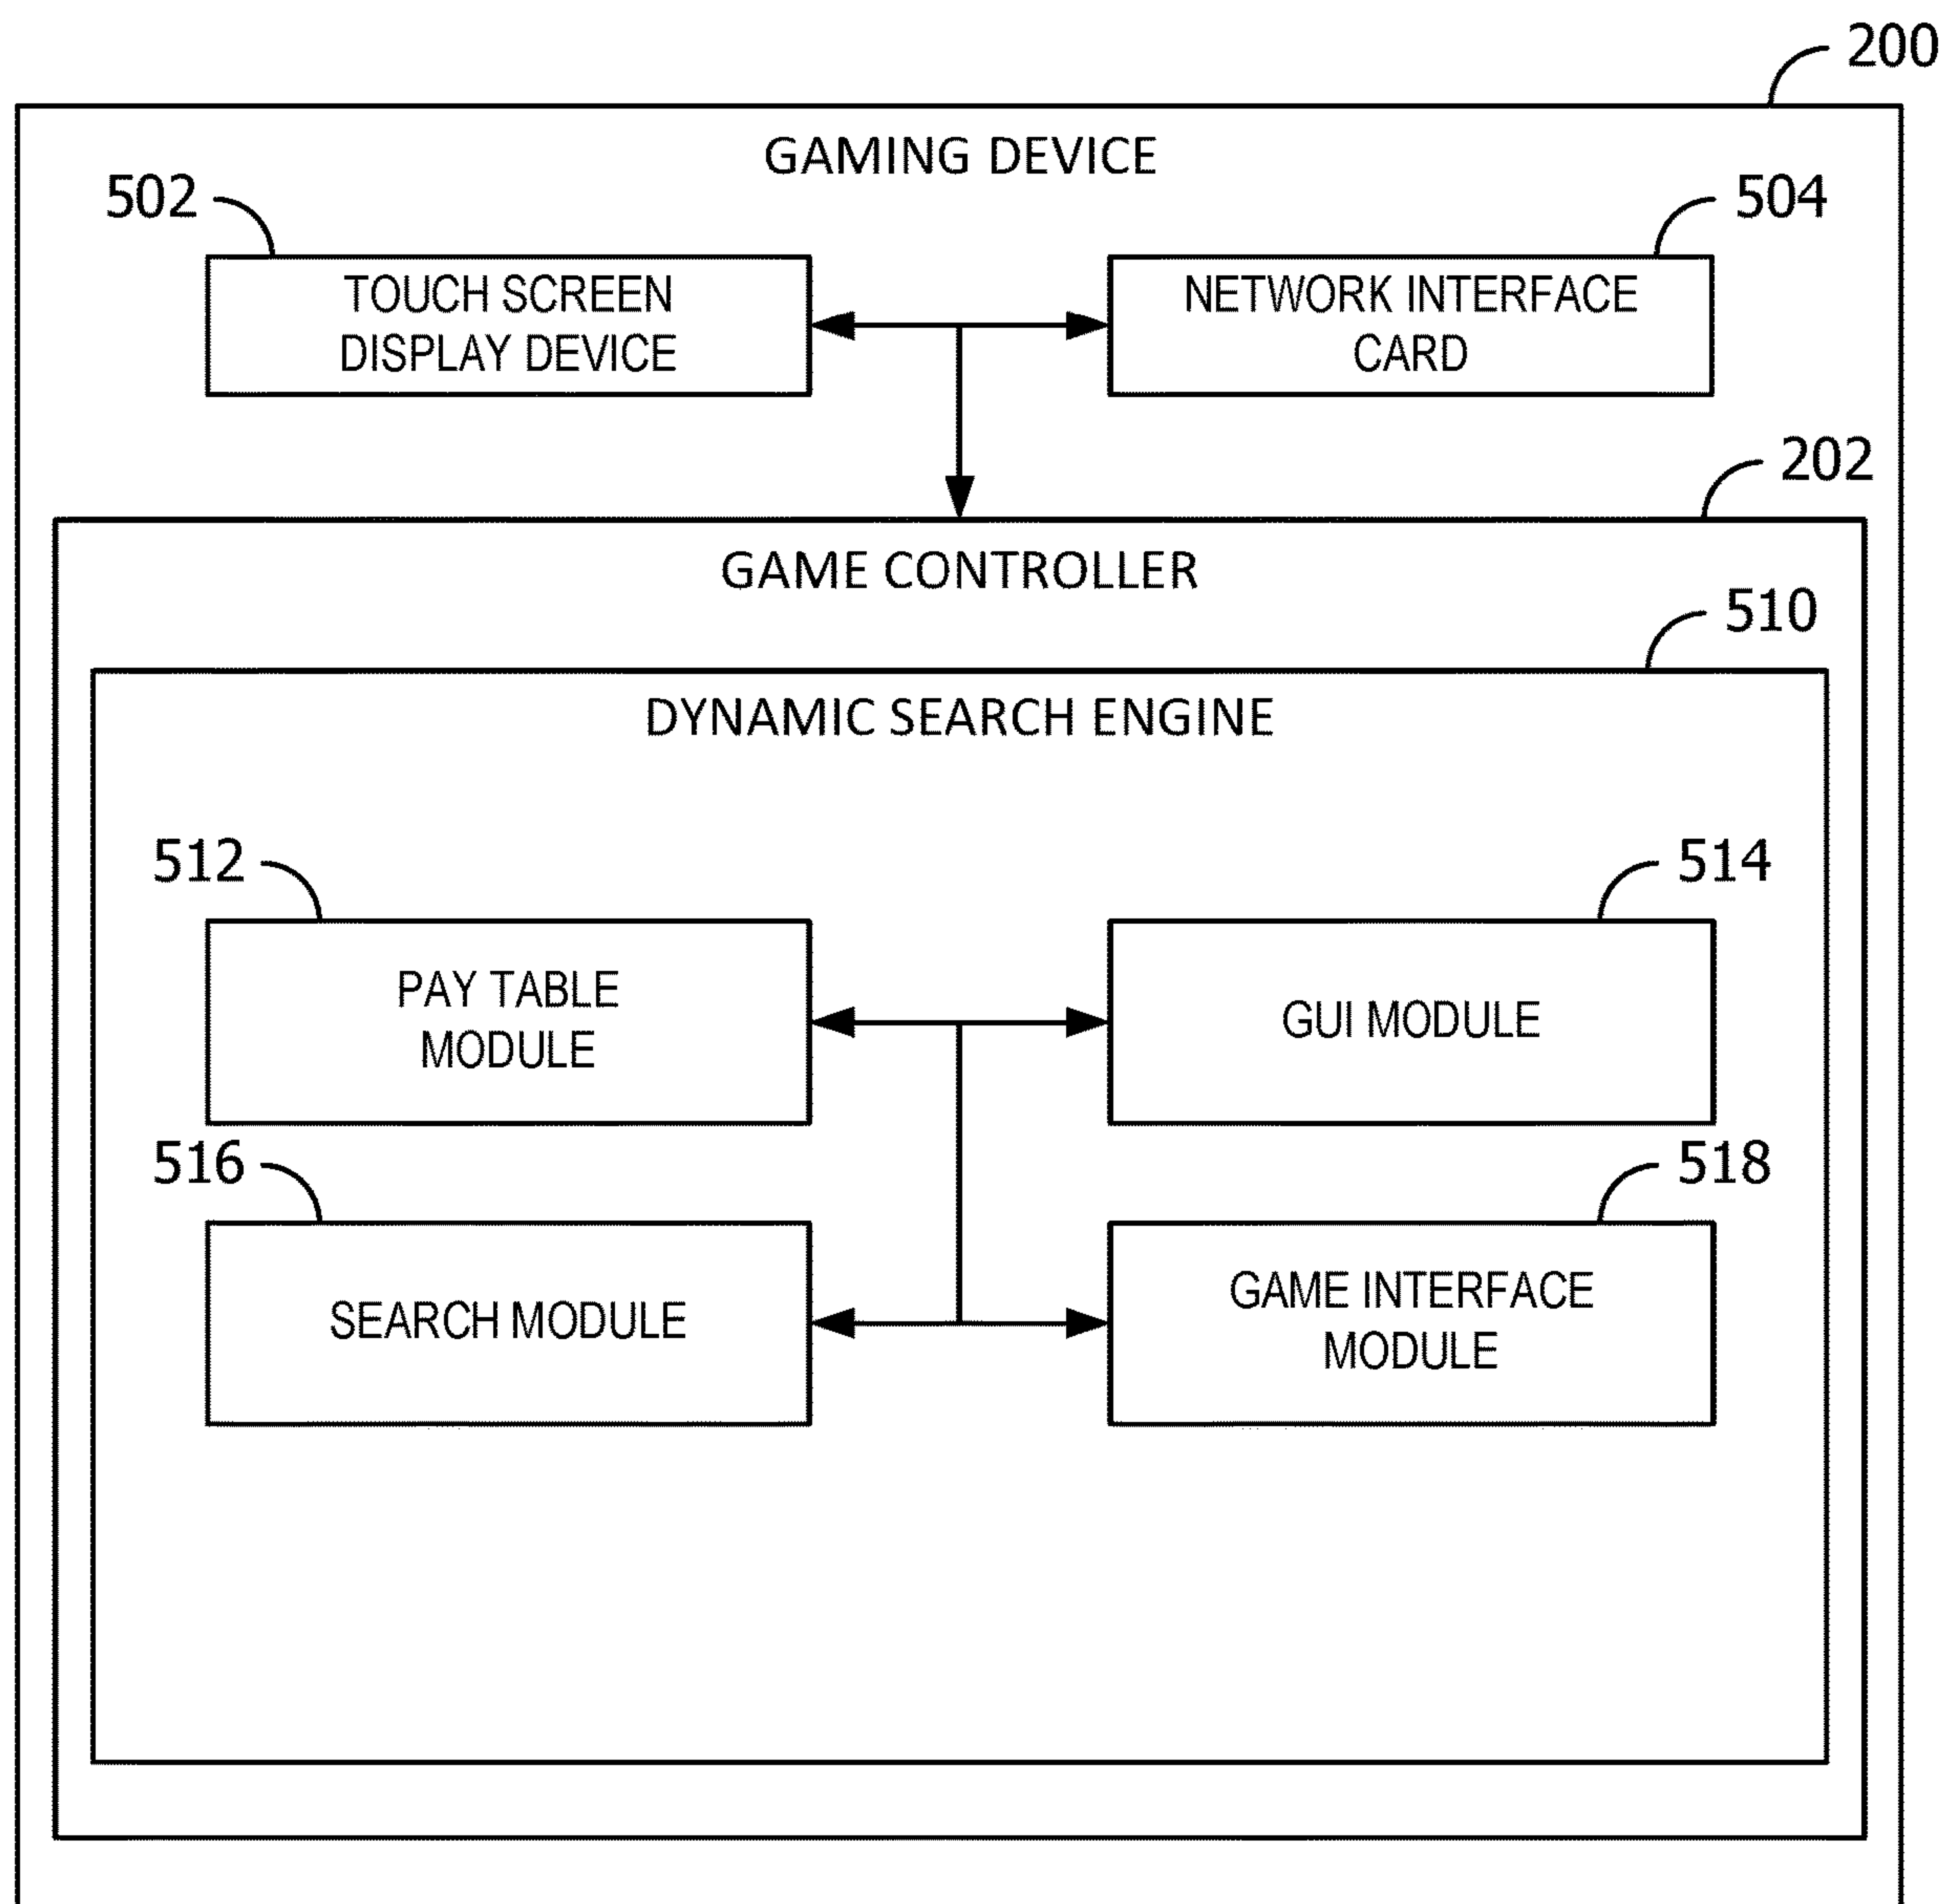 200
GAMING DEVICE
502
504
TOUCH SCREEN
DISPLAY DEVICE
NETWORK INTERFACE
CARD
202
GAME CONTROLLER
510
DYNAMIC SEARCH ENGINE
512
514
PAY TABLE
MODULE
GUI MODULE
516
518
SEARCH MODULE
GAME INTERFACE
MODULE